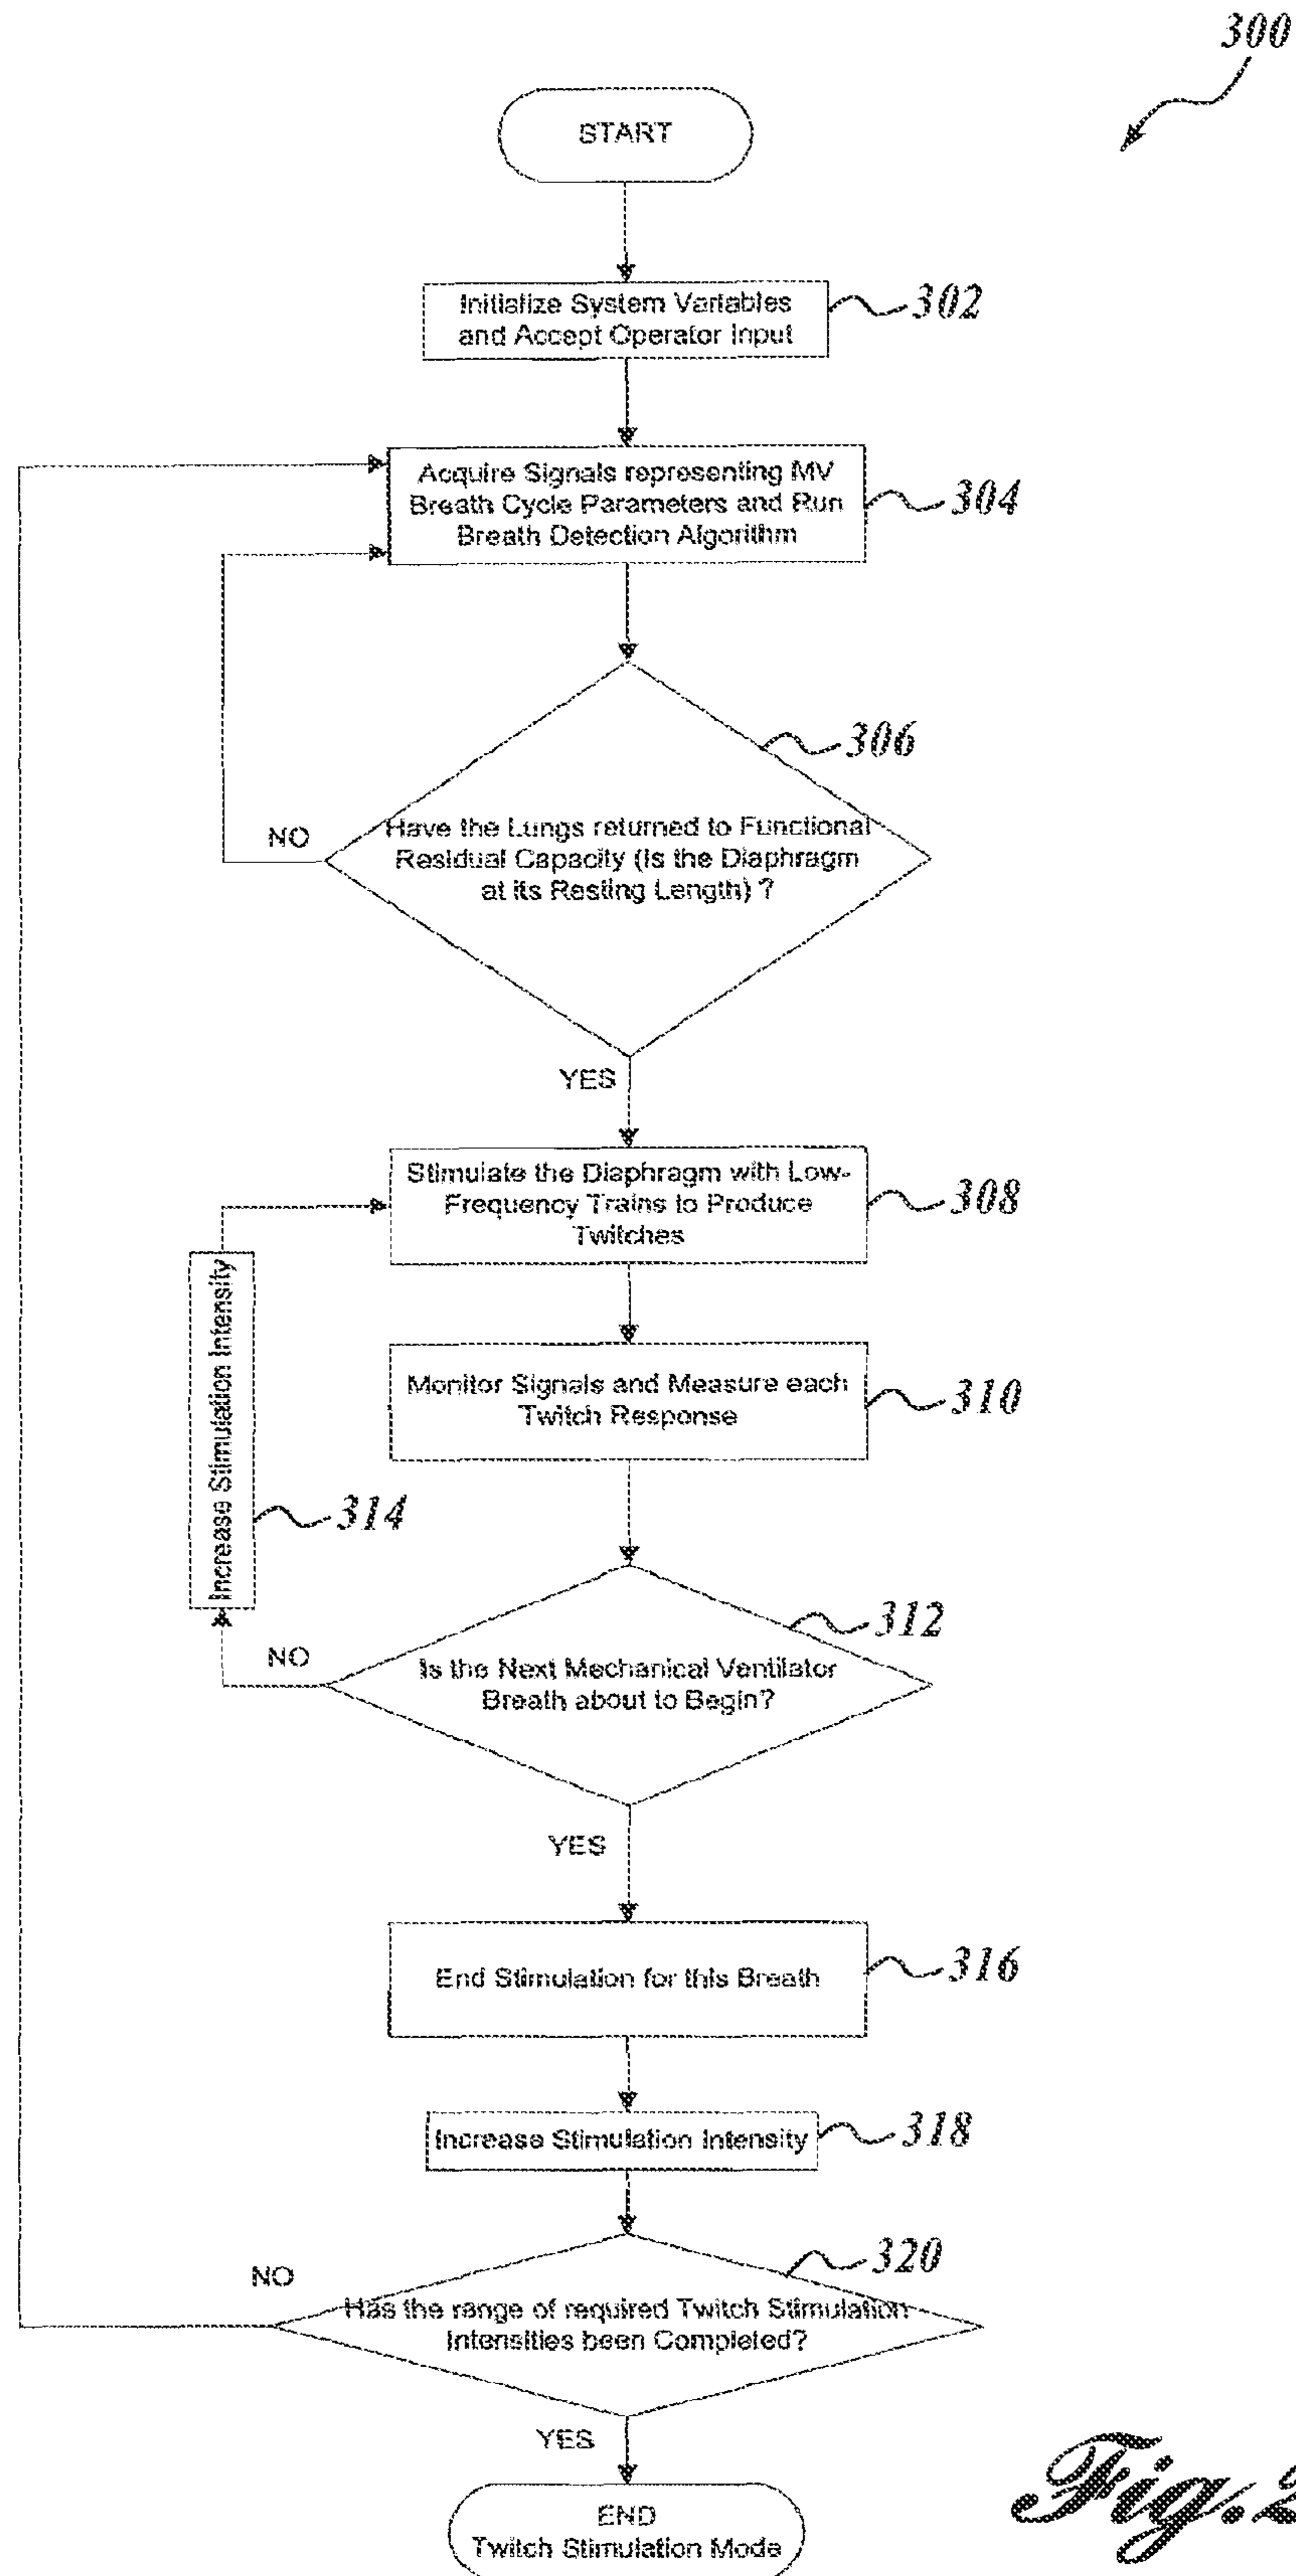 300
START
Initialize System Variables
and Accept Operator Input
302
Acquire Signals representing MV
Breath Cycle Parameters and Run
Breath Detection Algorithm
304
306
Have the Lungs returned to Functional
Residual Capacity (Is the Diaphragm
at its Resting Length) ?
NO
YES
Stimulate the Diaphragm with Low-
Frequency Trains to Produce
Twitches
308
Increase Stimulation Intensity
314
Monitor Signals and Measure each
Twitch Response
310
312
Is the Next Mechanical Ventilator
Breath about to Begin?
NO
YES
End Stimulation for this Breath
316
Increase Stimulation Intensity
318
320
Has the range of required Twitch Stimulation
Intensities been Completed?
NO
YES
END
Twitch Stimulation Mode
Fig.